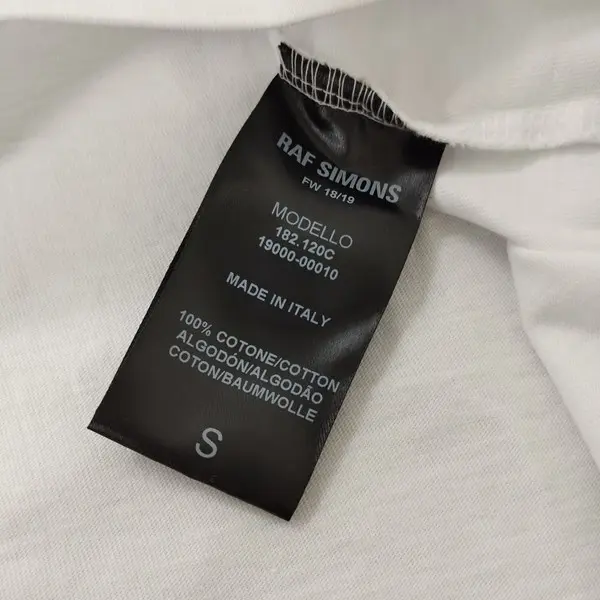 RAF SIMONS
FW 18/19
MODELLO
182.120C
19000-00010
MADE IN ITALY
100% COTONE/COTTON
ALGODÓN/ALGODÃO
COTON/BAUMWOLLE
S